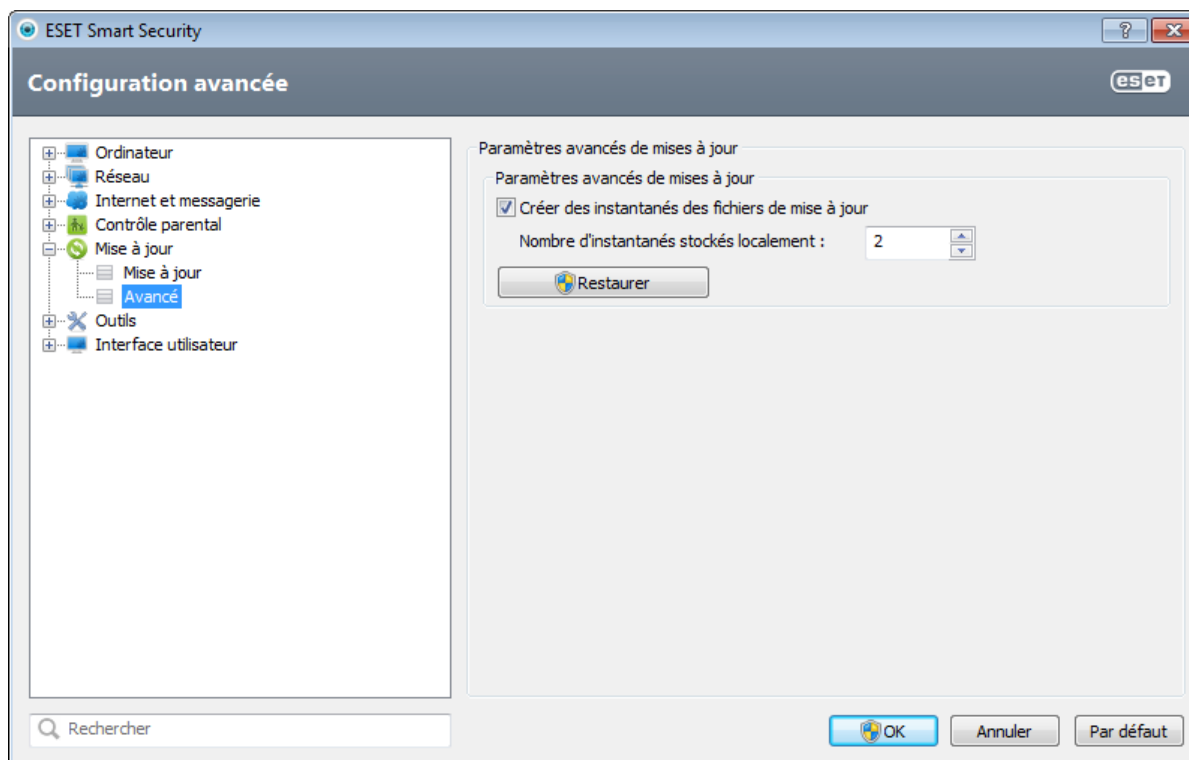 ESET Smart Security
?
Configuration avancée
eseT
Ordinateur
Réseau
Internet et messagerie
Contrôle parental
Mise à jour
Mise à jour
Avancé
Outils
Interface utilisateur
Paramètres avancés de mises à jour
Paramètres avancés de mises à jour
Créer des instantanés des fichiers de mise à jour
Nombre d'instantanés stockés localement : 2
Restaurer
Rechercher
OK Annuler Par défaut